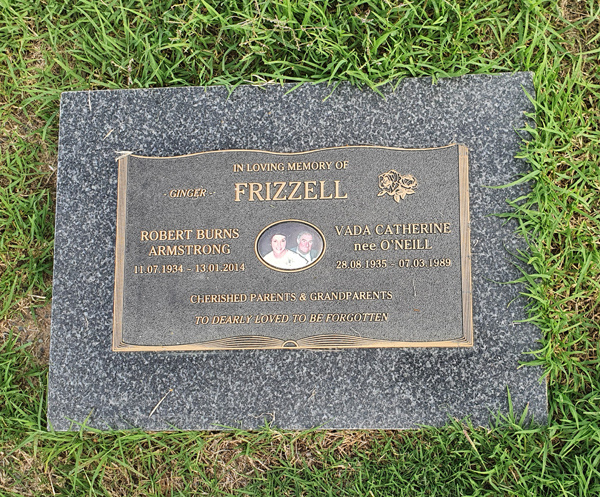 IN LOVING MEMORY OF
- GINGER -
FRIZZELL
ROBERT BURNS
ARMSTRONG
11.07.1934 - 13.01.2014
VADA CATHERINE
nee O'NEILL
28.08.1935 - 07.03.1989
CHERISHED PARENTS & GRANDPARENTS
TO DEARLY LOVED TO BE FORGOTTEN